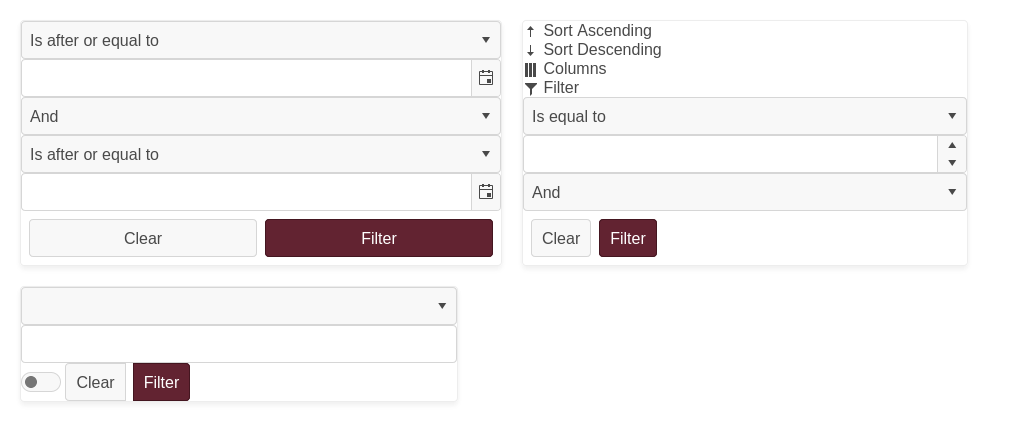 Is after or equal to
And
Is after or equal to
Clear Filter
Sort Ascending
Sort Descending
Columns
Filter
Is equal to
And
Clear Filter
Clear Filter